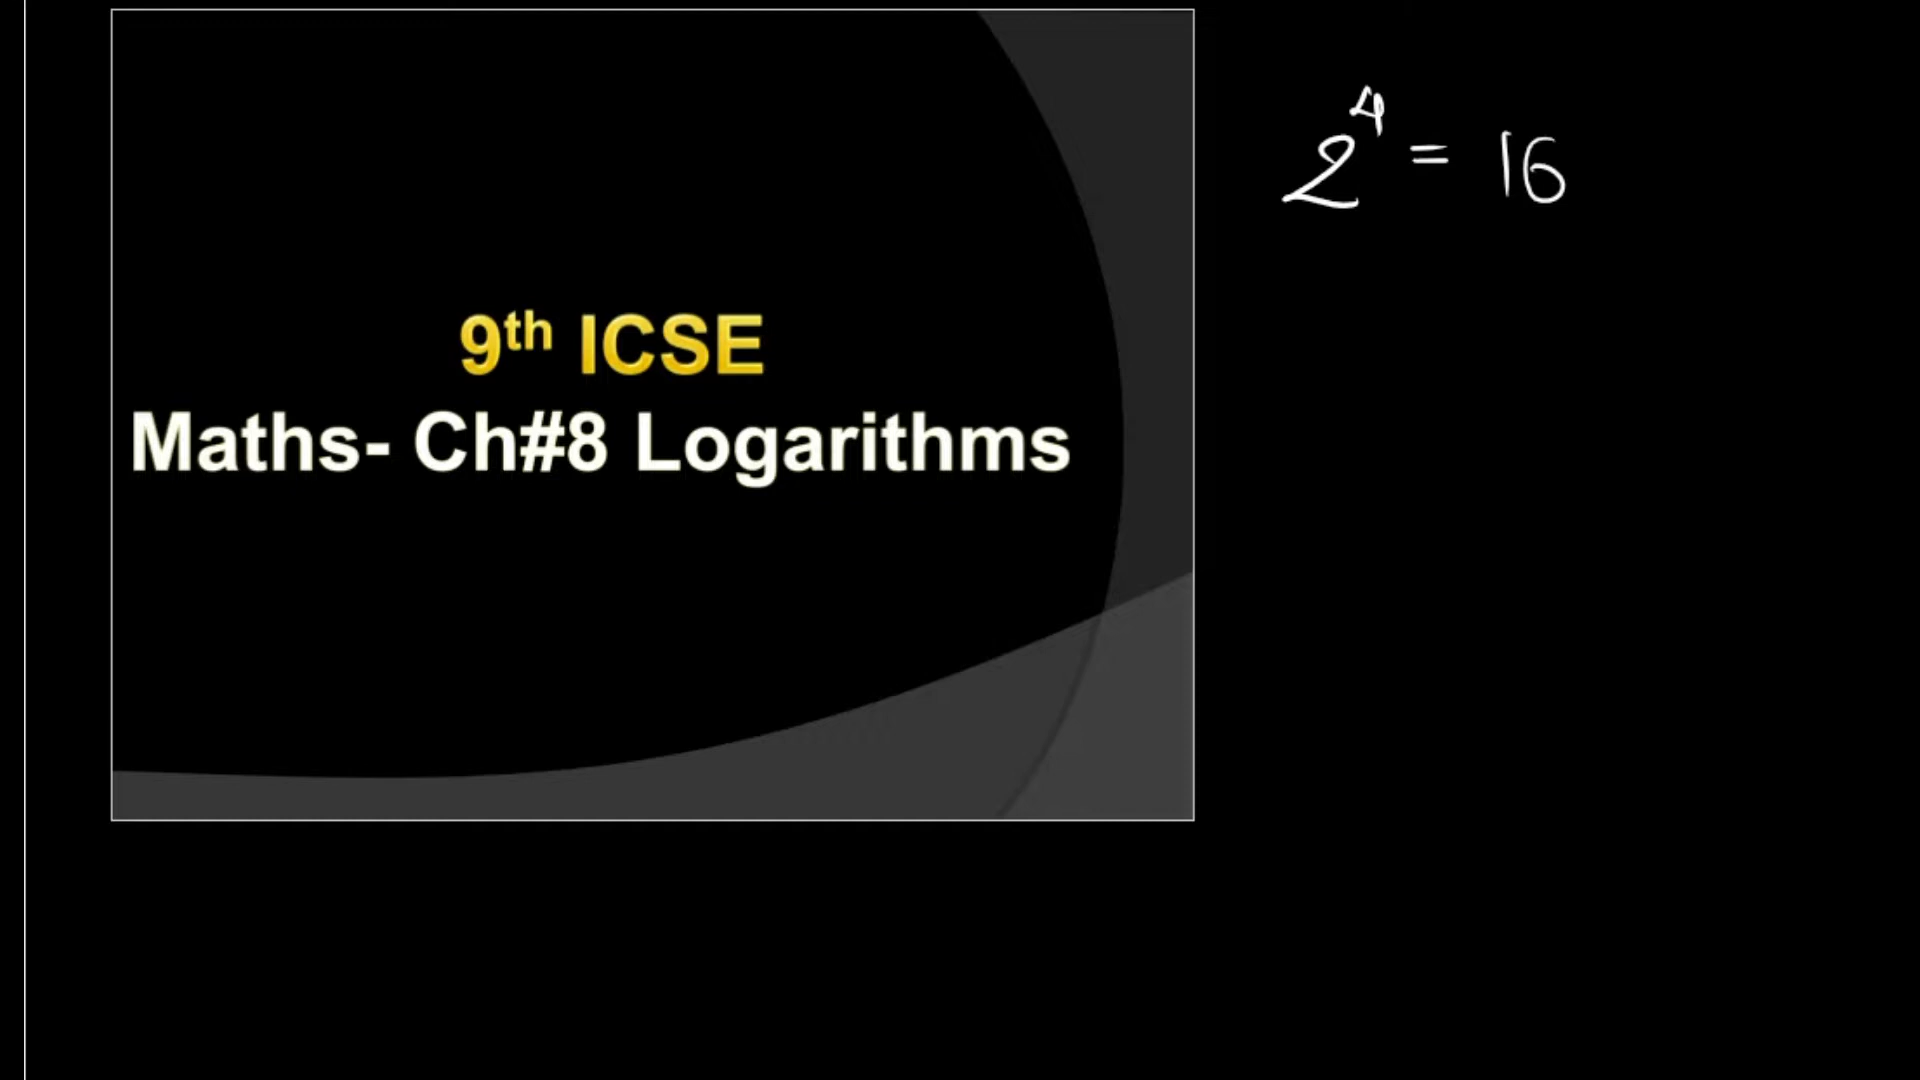 9th ICSE
Maths- Ch#8 Logarithms
2⁴ = 16